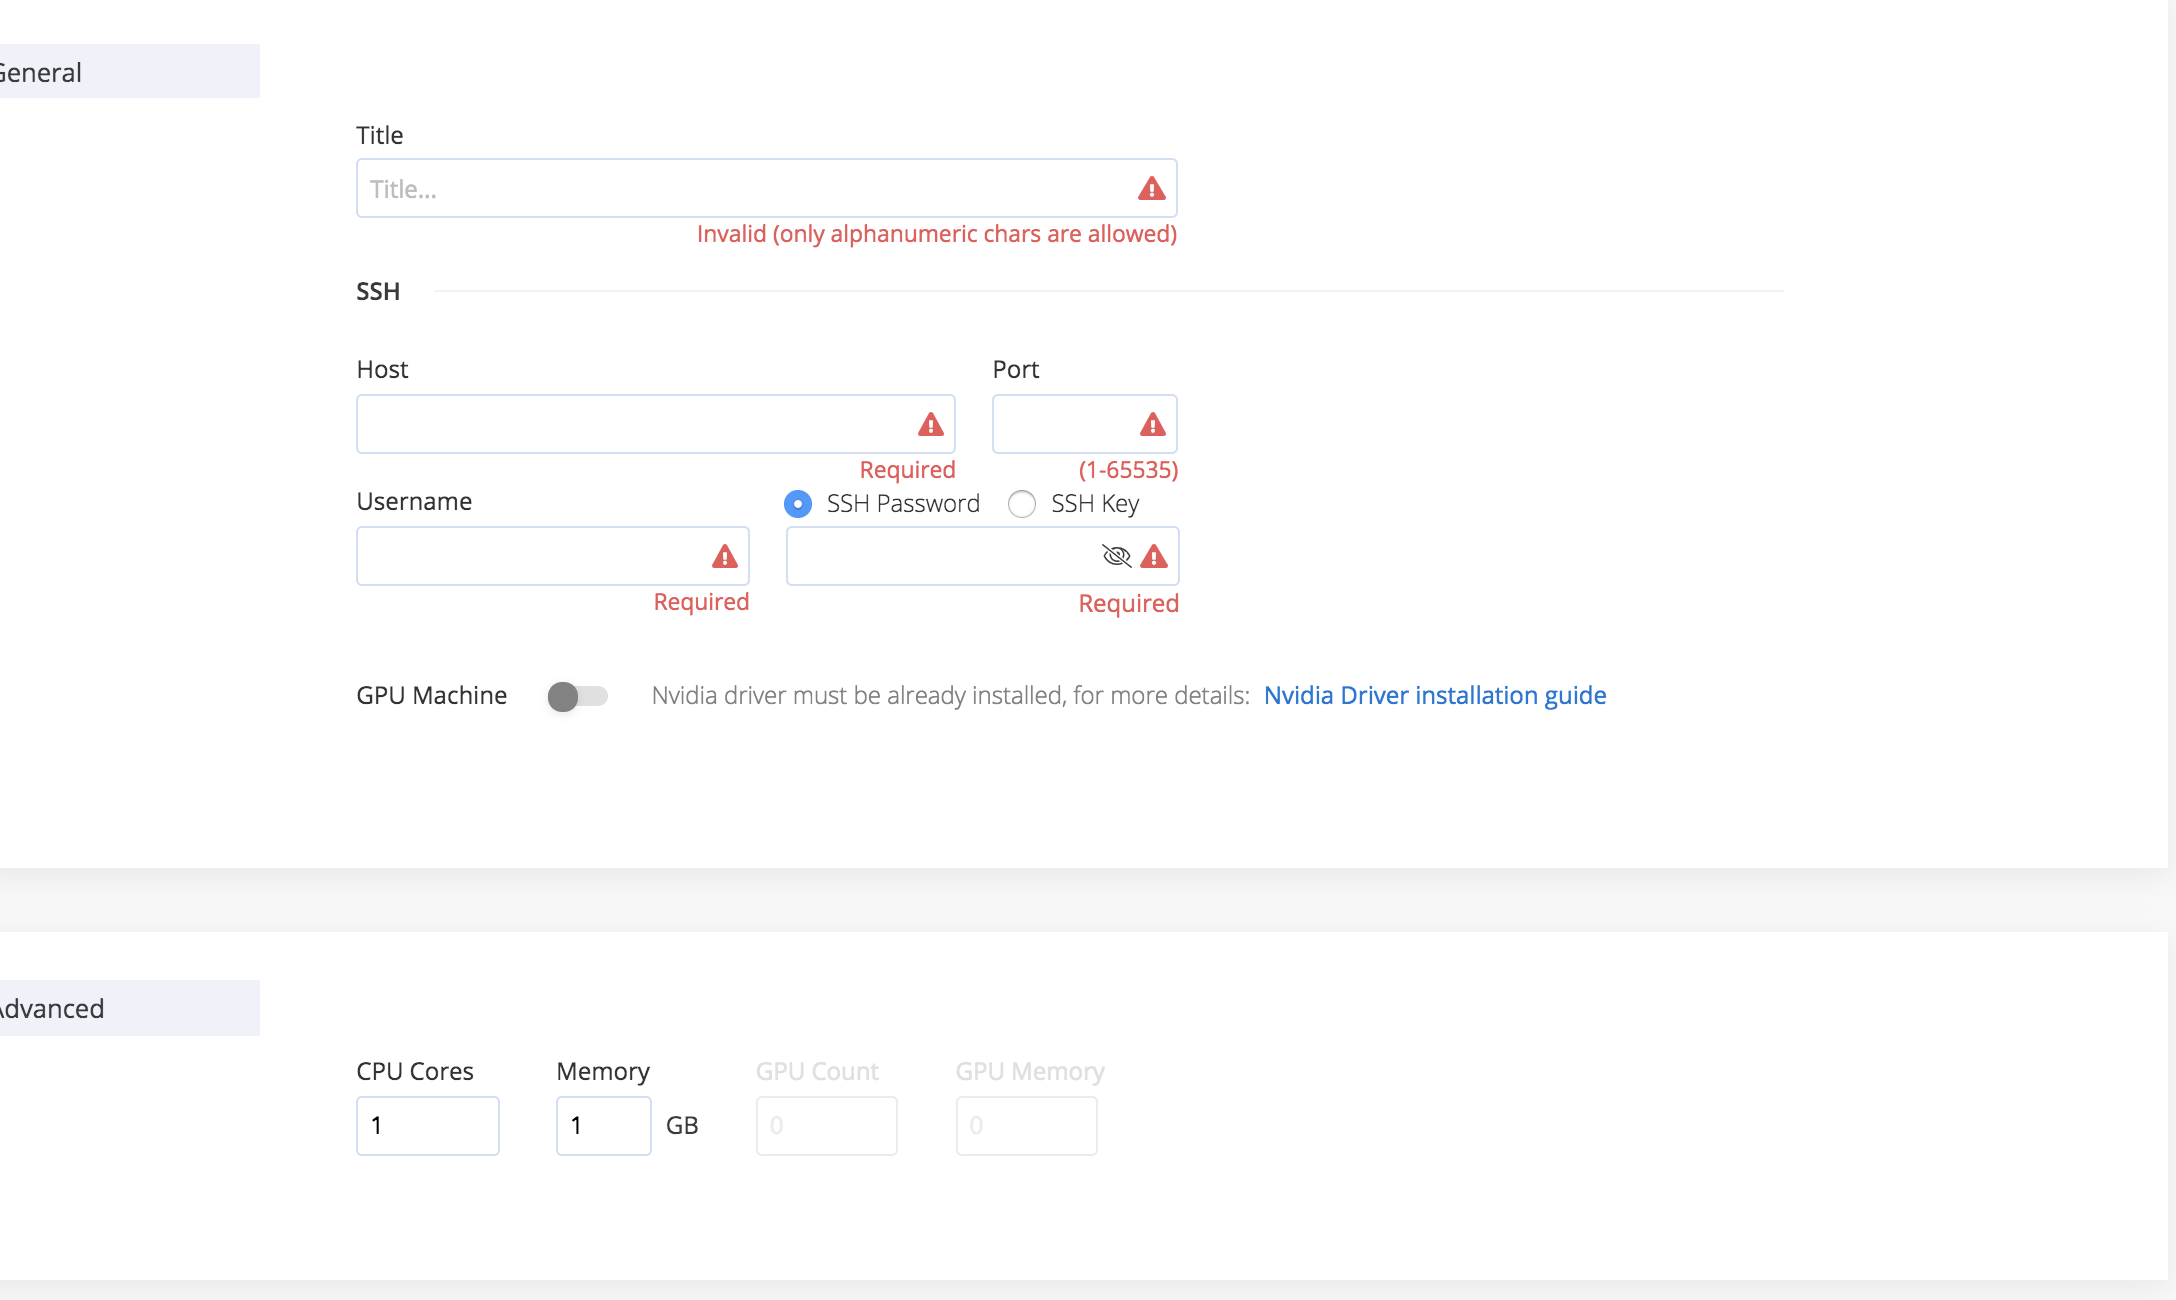 General
Title
Title...
Invalid (only alphanumeric chars are allowed)
SSH
Host Port
Required (1-65535)
Username SSH Password SSH Key
Required Required
GPU Machine Nvidia driver must be already installed, for more details: Nvidia Driver installation guide
Advanced
CPU Cores Memory GPU Count GPU Memory
1 1 GB 0 0